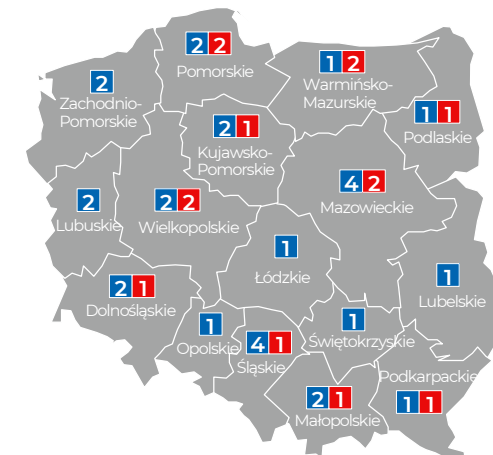 2 2
Pomorskie
1 2
Warmińsko-
Mazurskie
2
Zachodnio-
Pomorskie
1 1
Podlaskie
2 1
Kujawsko-
Pomorskie
4 2
Mazowieckie
2
Lubuskie
2 2
Wielkopolskie
1
Łódzkie
1
Lubelskie
2 1
Dolnośląskie
1
Opolskie
4 1
Śląskie
1
Świętokrzyskie
Podkarpackie
1 1
2 1
Małopolskie